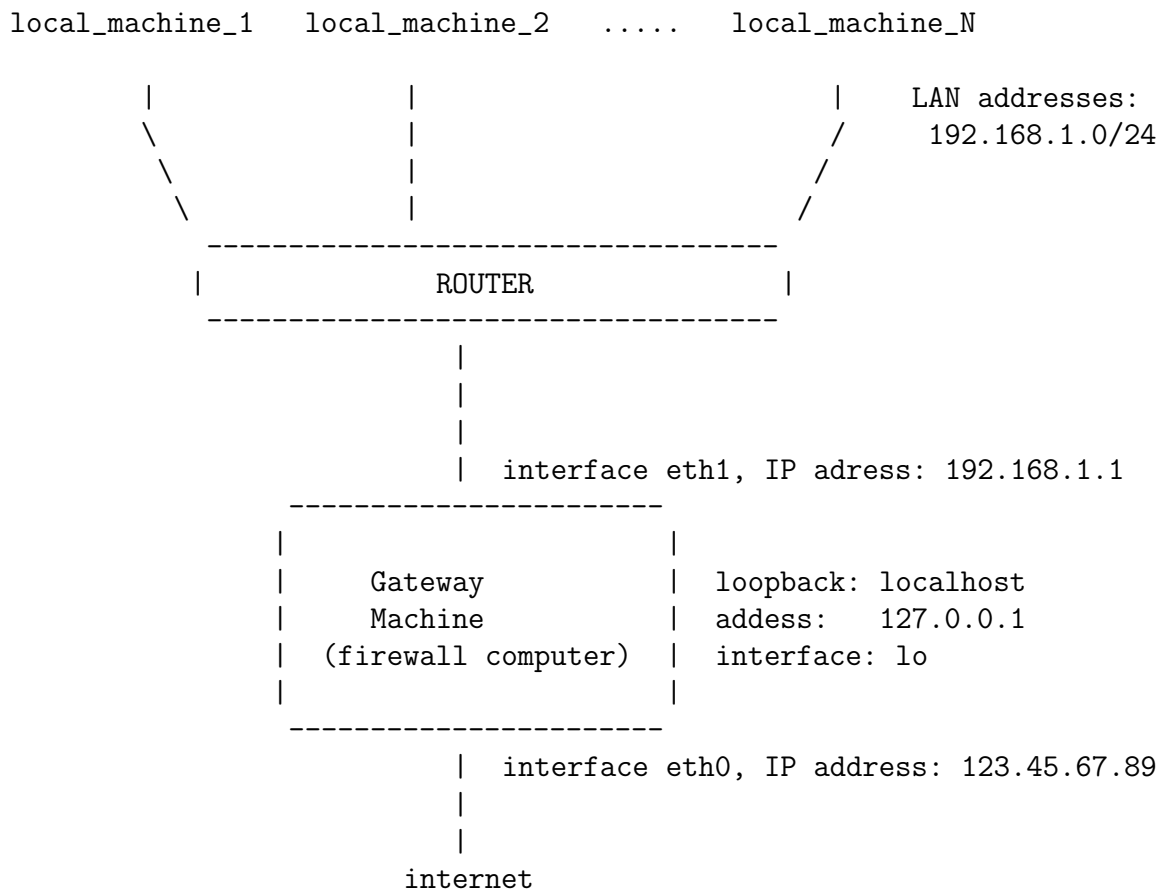 local_machine_1 local_machine_2 ..... local_machine_N
LAN addresses:
192.168.1.0/24
ROUTER
interface eth1, IP adress: 192.168.1.1
Gateway loopback: localhost
Machine addess: 127.0.0.1
(firewall computer) interface: lo
interface eth0, IP address: 123.45.67.89
internet